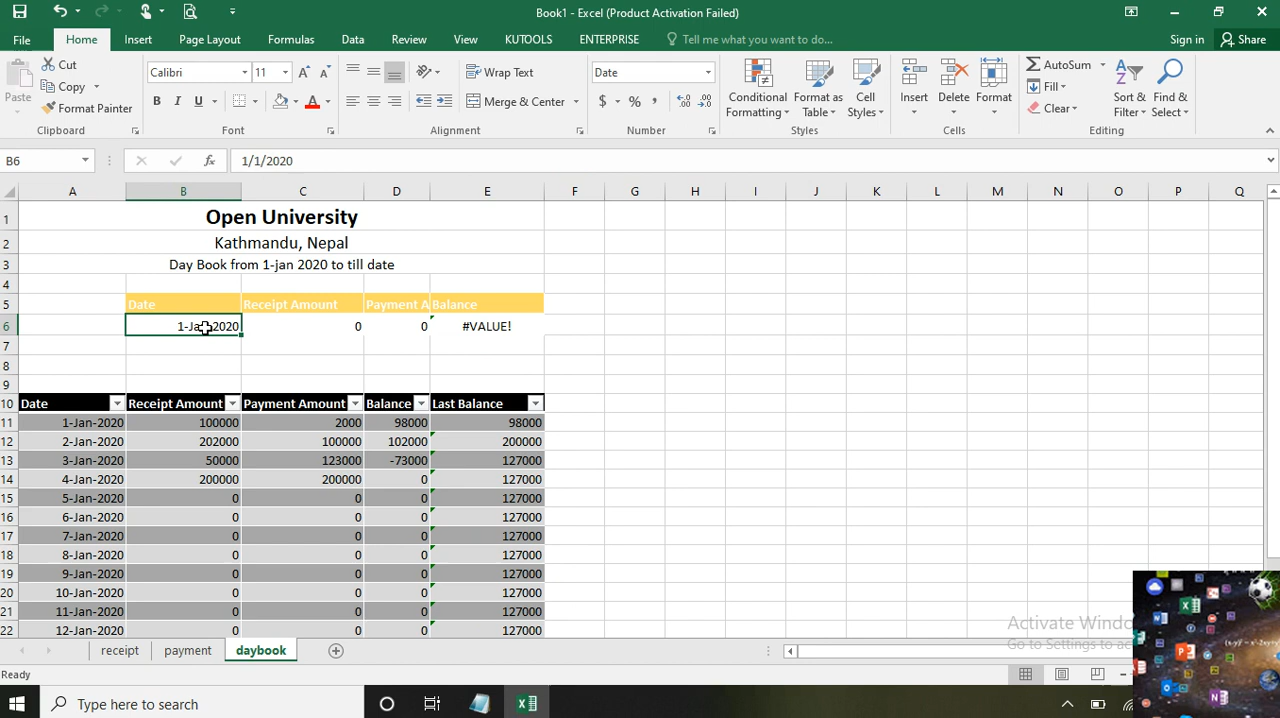 Book1 - Excel (Product Activation Failed)
File Home Insert Page Layout Formulas Data Review View KUTOOLS ENTERPRISE Tell me what you want to do... Sign in Share
Paste
Cut
Copy
Format Painter
Clipboard
Calibri 11
B I U
Font
Wrap Text
Merge & Center
Alignment
Date
$ % ,
Number
Conditional Formatting
Format as Table
Cell Styles
Styles
Insert Delete Format
Cells
AutoSum
Fill
Clear
Sort & Filter
Find & Select
Editing
B6 fx 1/1/2020
A B C D E F G H I J K L M N O P Q
1 Open University
2 Kathmandu, Nepal
3 Day Book from 1-jan 2020 to till date
4
5 Date Receipt Amount Payment A Balance
6 1-Jan-2020 0 0 #VALUE!
7
8
9
10 Date Receipt Amount Payment Amount Balance Last Balance
11 1-Jan-2020 100000 2000 98000 98000
12 2-Jan-2020 202000 100000 102000 200000
13 3-Jan-2020 50000 123000 -73000 127000
14 4-Jan-2020 200000 200000 0 127000
15 5-Jan-2020 0 0 0 127000
16 6-Jan-2020 0 0 0 127000
17 7-Jan-2020 0 0 0 127000
18 8-Jan-2020 0 0 0 127000
19 9-Jan-2020 0 0 0 127000
20 10-Jan-2020 0 0 0 127000
21 11-Jan-2020 0 0 0 127000
22 12-Jan-2020 0 0 0 127000
Activate Windo
Go to Settings to ac
receipt payment daybook
Ready
Type here to search